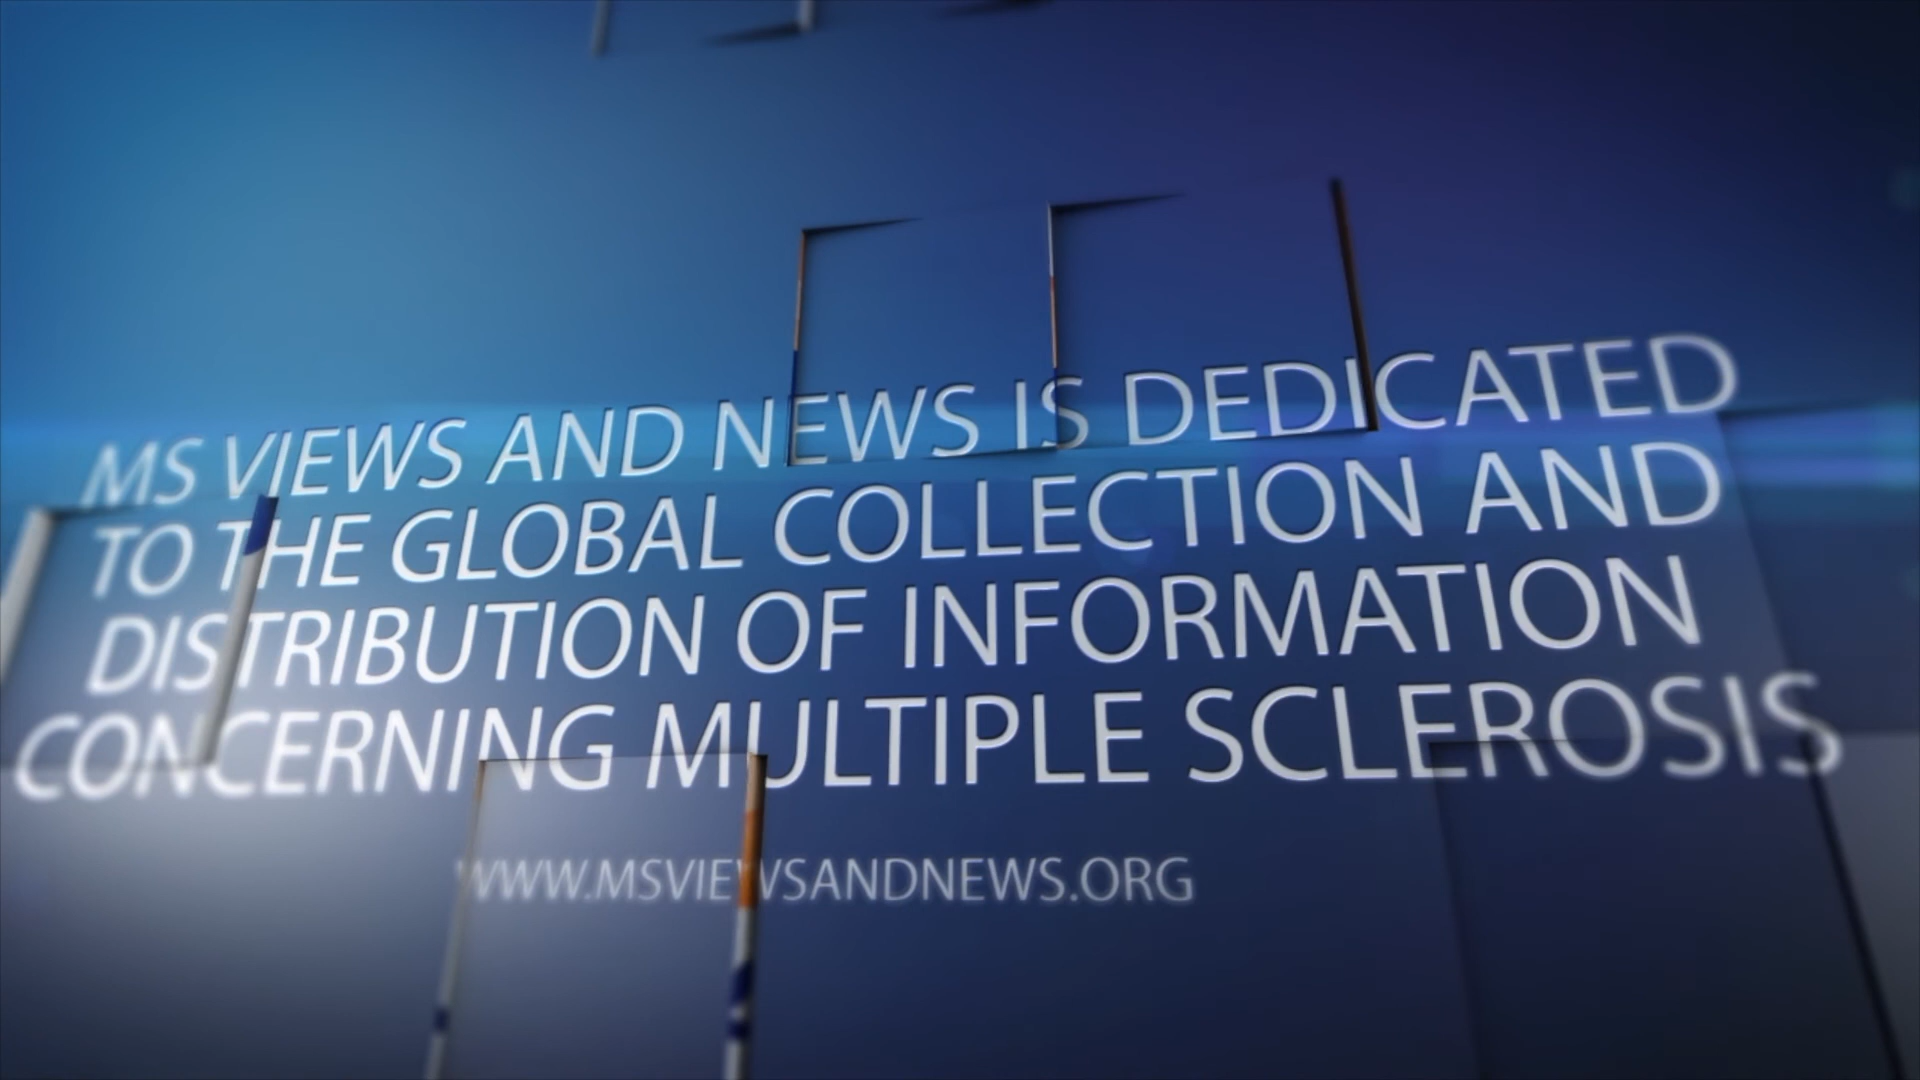 MS VIEWS AND NEWS IS DEDICATED
TO THE GLOBAL COLLECTION AND
DISTRIBUTION OF INFORMATION
CONCERNING MULTIPLE SCLEROSIS
WWW.MSVIEWSANDNEWS.ORG